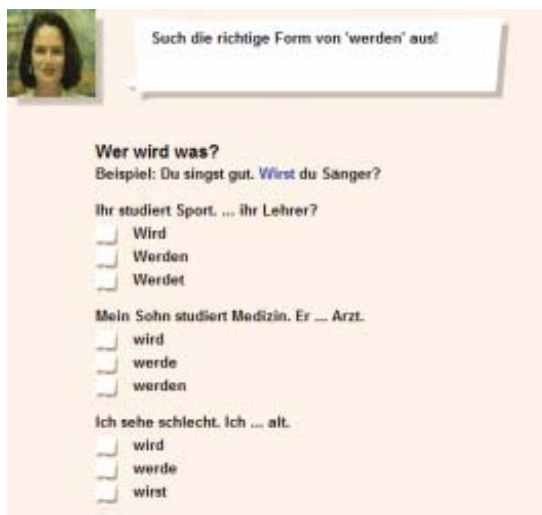 Such die richtige Form von 'werden' aus!
Wer wird was?
Beispiel: Du singst gut. Wirst du Sänger?
Ihr studiert Sport. ... ihr Lehrer?
Wird
Werden
Werdet
Mein Sohn studiert Medizin. Er ... Arzt.
wird
werde
werden
Ich sehe schlecht. Ich ... alt.
wird
werde
wirst